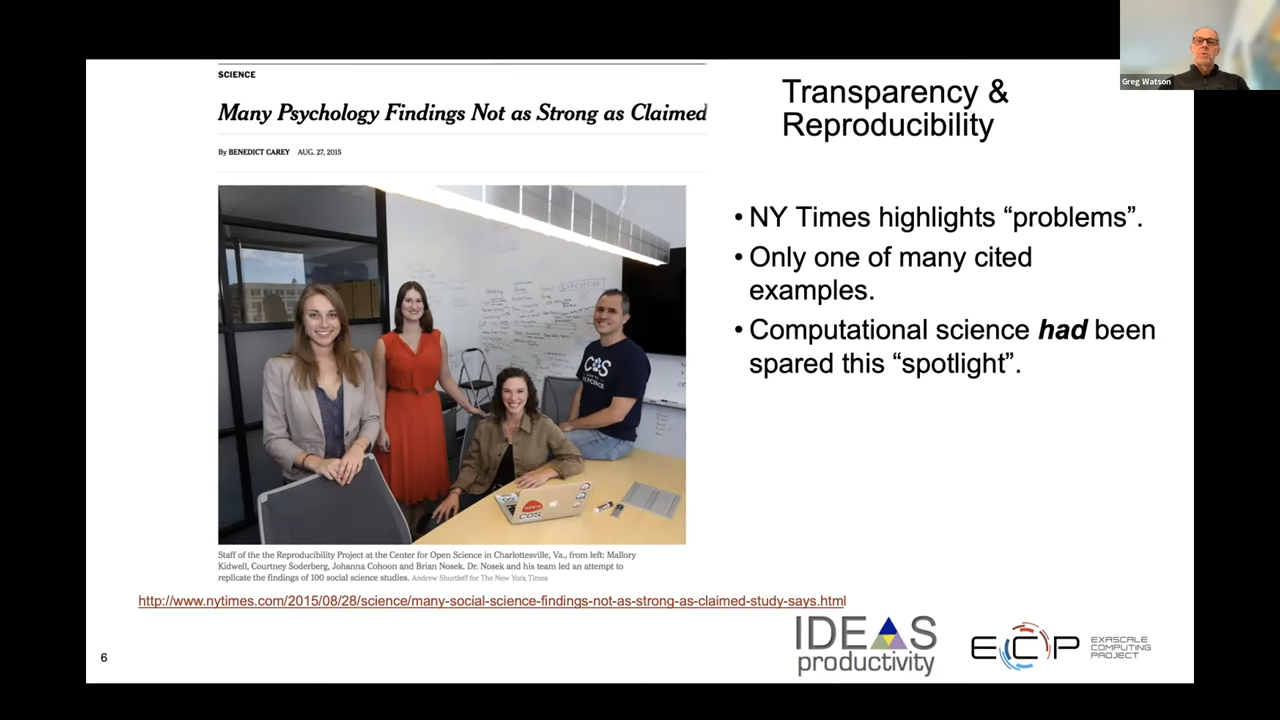 Greg Watson
SCIENCE
Many Psychology Findings Not as Strong as Claimed
By BENEDICT CAREY AUG. 27, 2015
Staff of the the Reproducibility Project at the Center for Open Science in Charlottesville, Va., from left: Mallory
Kidwell, Courtney Soderberg, Johanna Cohoon and Brian Nosek. Dr. Nosek and his team led an attempt to
replicate the findings of 100 social science studies. Andrew Shurtleff for The New York Times
http://www.nytimes.com/2015/08/28/science/many-social-science-findings-not-as-strong-as-claimed-study-says.html
Transparency &
Reproducibility
• NY Times highlights “problems”.
• Only one of many cited
examples.
• Computational science had been
spared this “spotlight”.
COS
COS
6
IDEAS
productivity
ECP
EXASCALE
COMPUTING
PROJECT